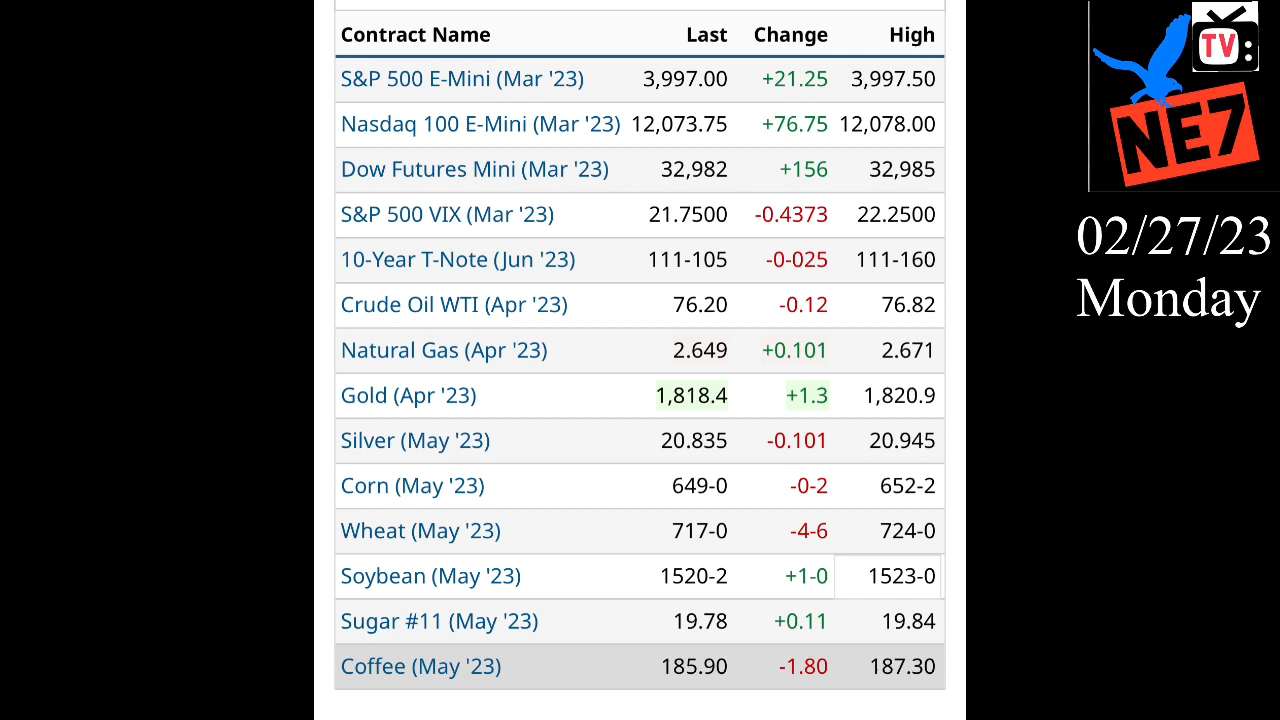 Contract Name Last Change High
S&P 500 E-Mini (Mar '23) 3,997.00 +21.25 3,997.50
Nasdaq 100 E-Mini (Mar '23) 12,073.75 +76.75 12,078.00
Dow Futures Mini (Mar '23) 32,982 +156 32,985
S&P 500 VIX (Mar '23) 21.7500 -0.4373 22.2500
10-Year T-Note (Jun '23) 111-105 -0-025 111-160
Crude Oil WTI (Apr '23) 76.20 -0.12 76.82
Natural Gas (Apr '23) 2.649 +0.101 2.671
Gold (Apr '23) 1,818.4 +1.3 1,820.9
Silver (May '23) 20.835 -0.101 20.945
Corn (May '23) 649-0 -0-2 652-2
Wheat (May '23) 717-0 -4-6 724-0
Soybean (May '23) 1520-2 +1-0 1523-0
Sugar #11 (May '23) 19.78 +0.11 19.84
Coffee (May '23) 185.90 -1.80 187.30
TV
NE7
02/27/23
Monday